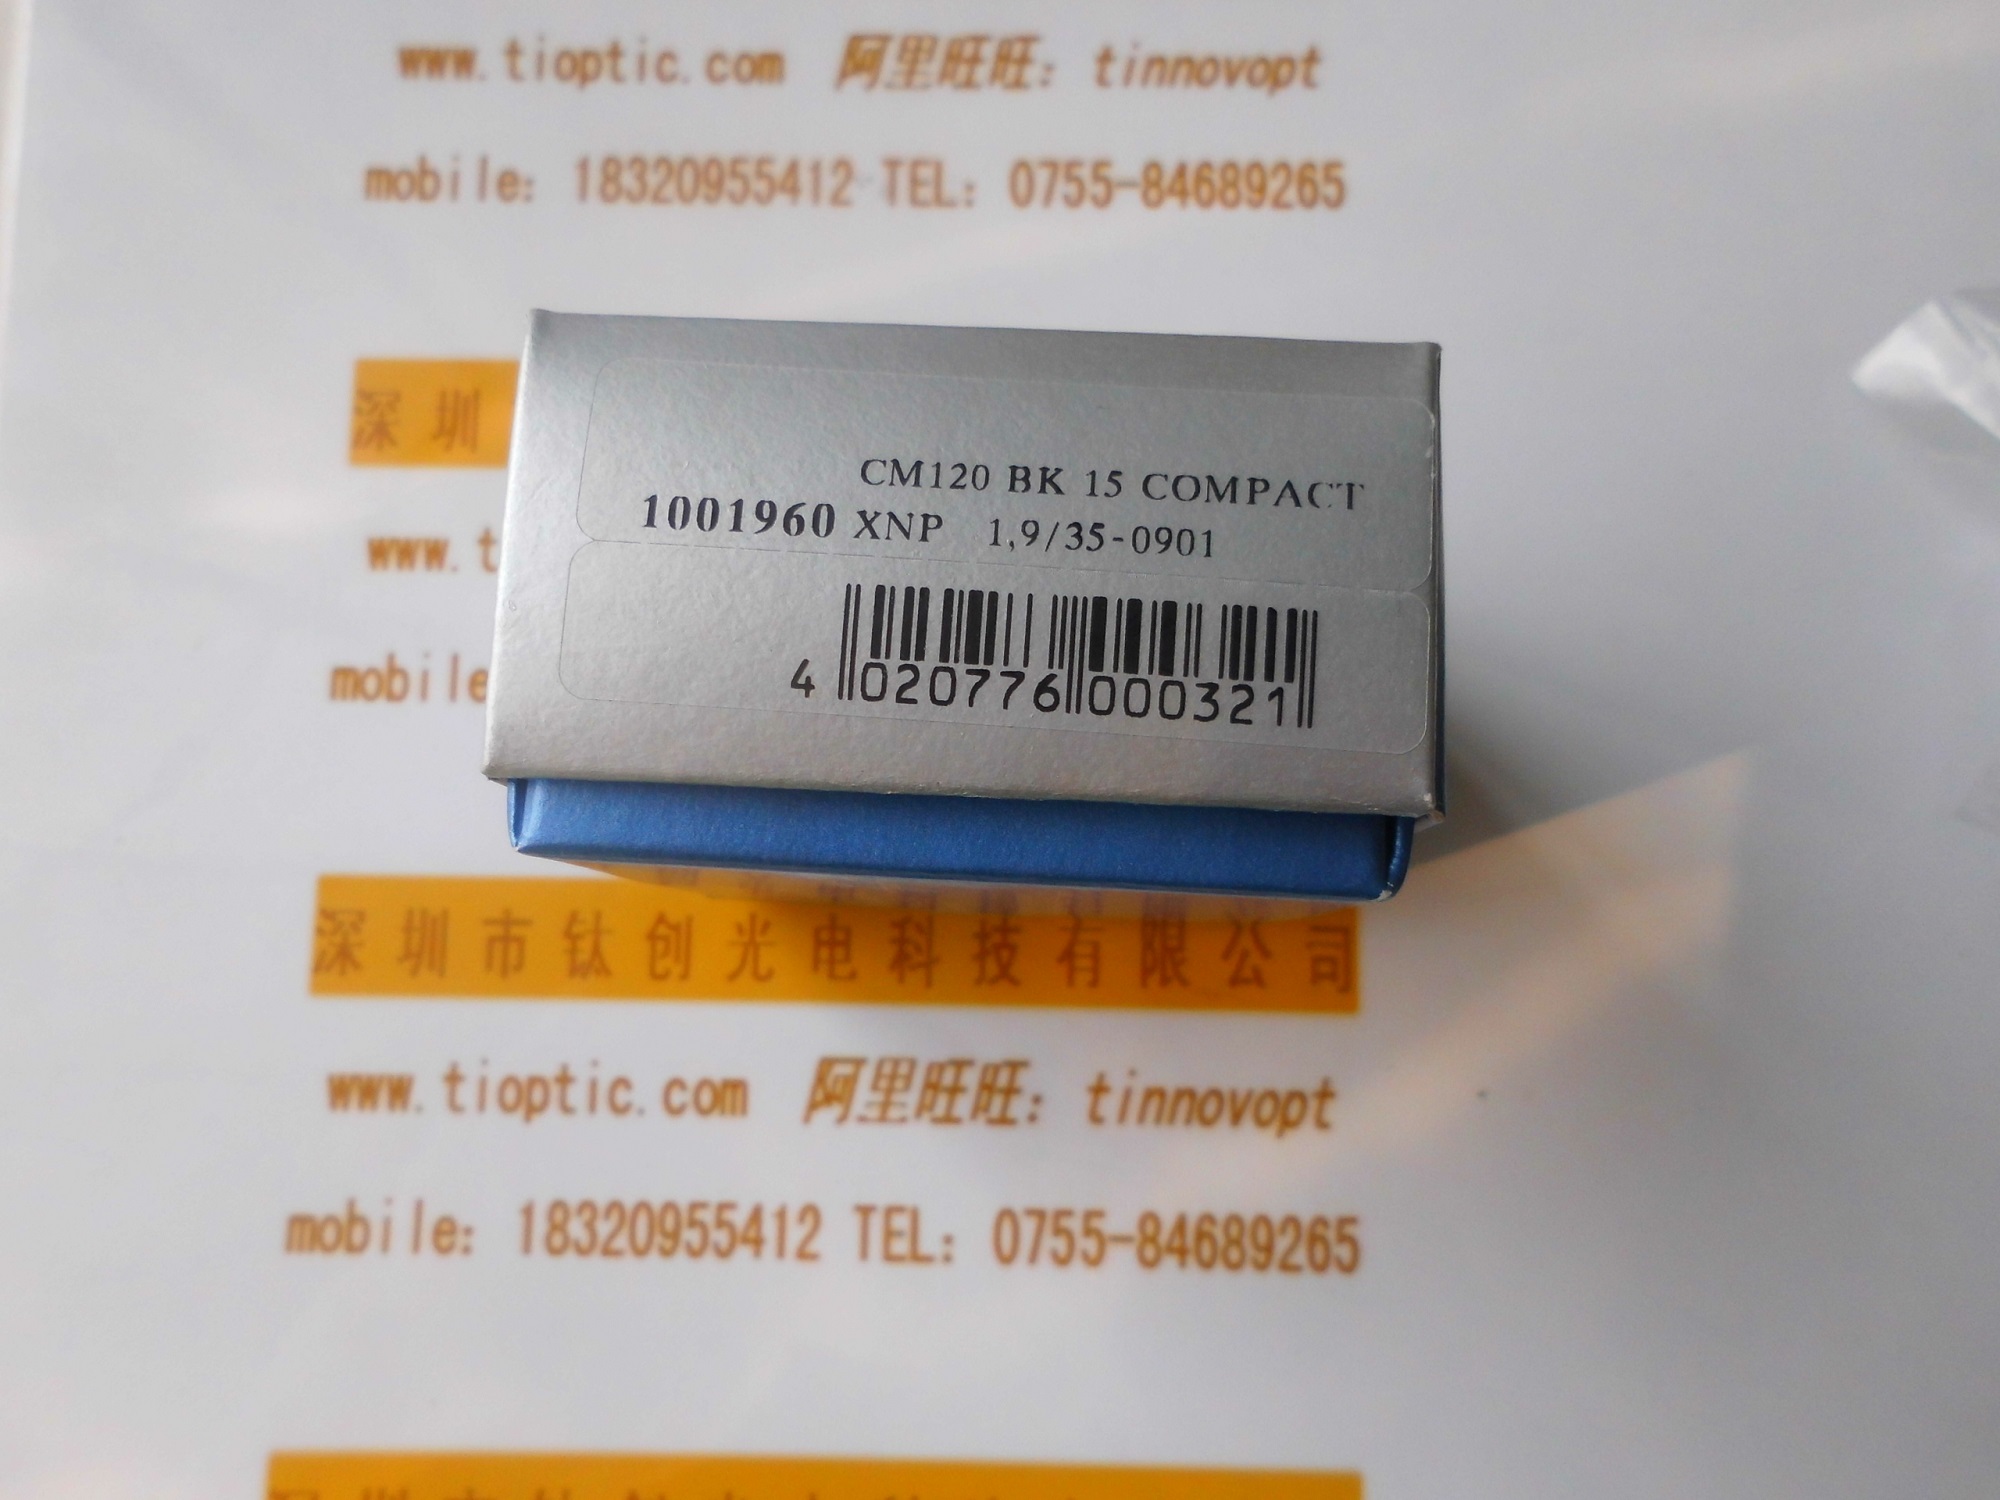 www.tioptic.com 阿里旺旺: tinnovopt
mobile: 18320955412 TEL: 0755-84689265
深圳
CM120 BK 15 COMPACT
1001960 XNP 1,9/35-0901
4 020776 000321
www.t
mobile
深圳市钛创光电科技有限公司
www.tioptic.com 阿里旺旺: tinnovopt
mobile: 18320955412 TEL: 0755-84689265